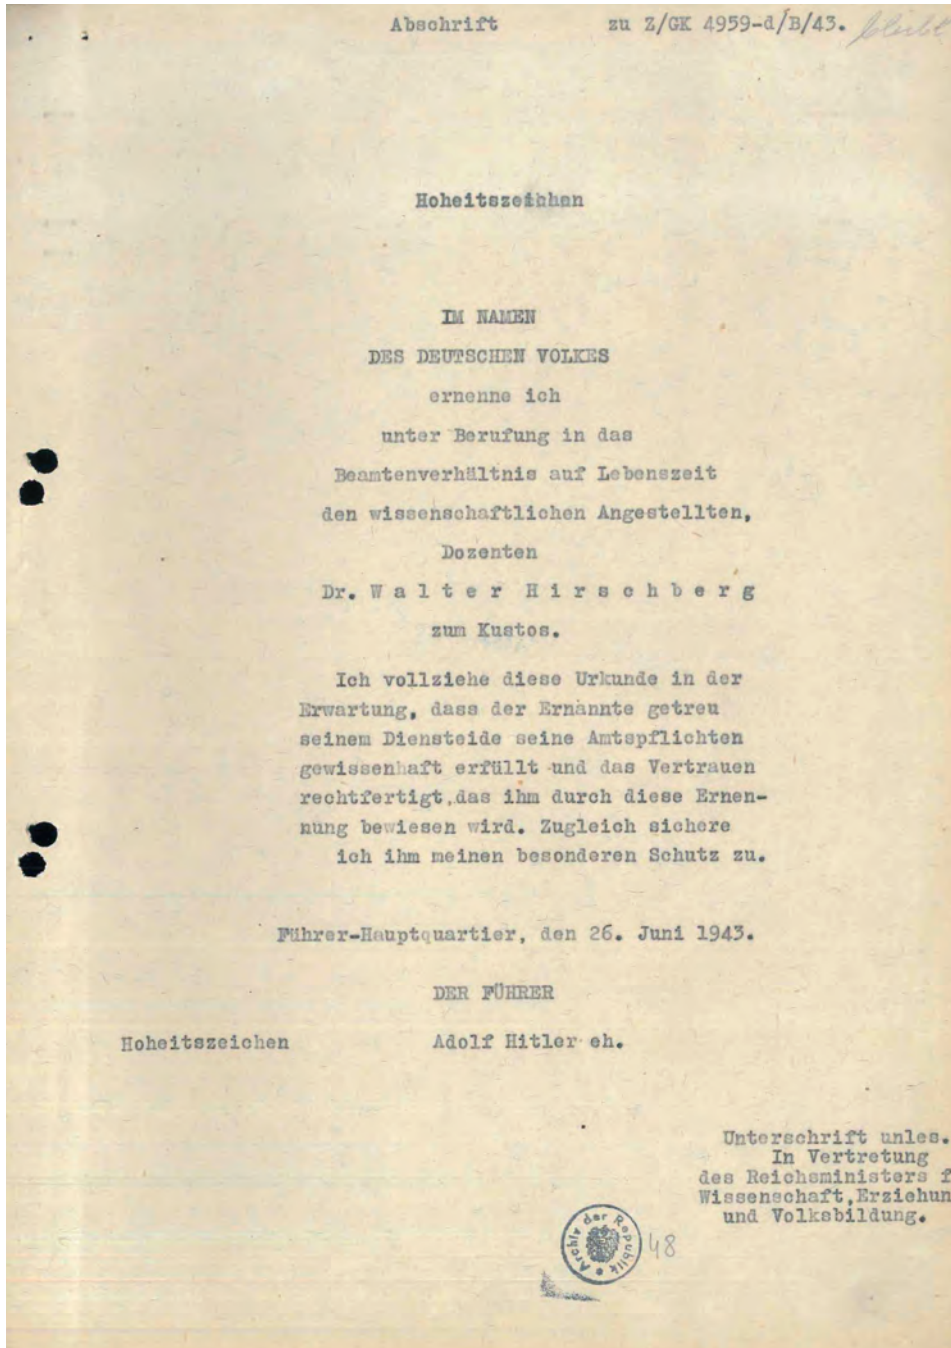 Abschrift zu Z/GK 4959-d/B/43. bleibt
Hoheitszeihhen
IM NAMEN
DES DEUTSCHEN VOLKES
ernenne ich
unter Berufung in das
Beamtenverhältnis auf Lebenszeit
den wissenschaftlichen Angestellten,
Dozenten
Dr. W a l t e r H i r s c h b e r g
zum Kustos.
Ich vollziehe diese Urkunde in der
Erwartung, dass der Ernannte getreu
seinem Diensteide seine Amtspflichten
gewissenhaft erfüllt und das Vertrauen
rechtfertigt,das ihm durch diese Ernen-
nung bewiesen wird. Zugleich sichere
ich ihm meinen besonderen Schutz zu.
Führer-Hauptquartier, den 26. Juni 1943.
DER FÜHRER
Hoheitszeichen Adolf Hitler eh.
Unterschrift unles.
In Vertretung
des Reichsministers f
Wissenschaft,Erziehun
und Volksbildung.
Archiv der Republik
48